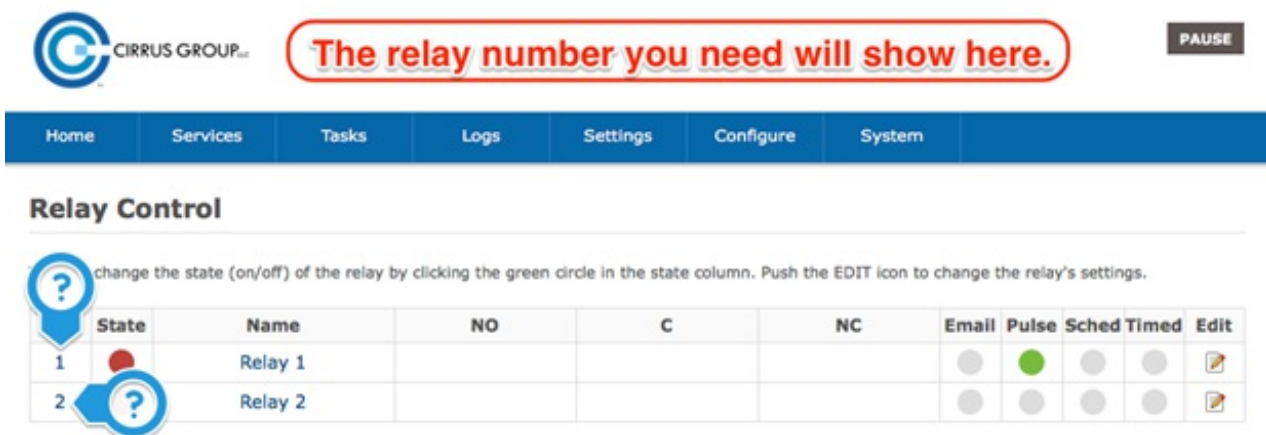 CIRRUS GROUP
The relay number you need will show here.
PAUSE
Home Services Tasks Logs Settings Configure System
Relay Control
change the state (on/off) of the relay by clicking the green circle in the state column. Push the EDIT icon to change the relay's settings.
?
State Name NO C NC Email Pulse Sched Timed Edit
1 Relay 1
2 ? Relay 2